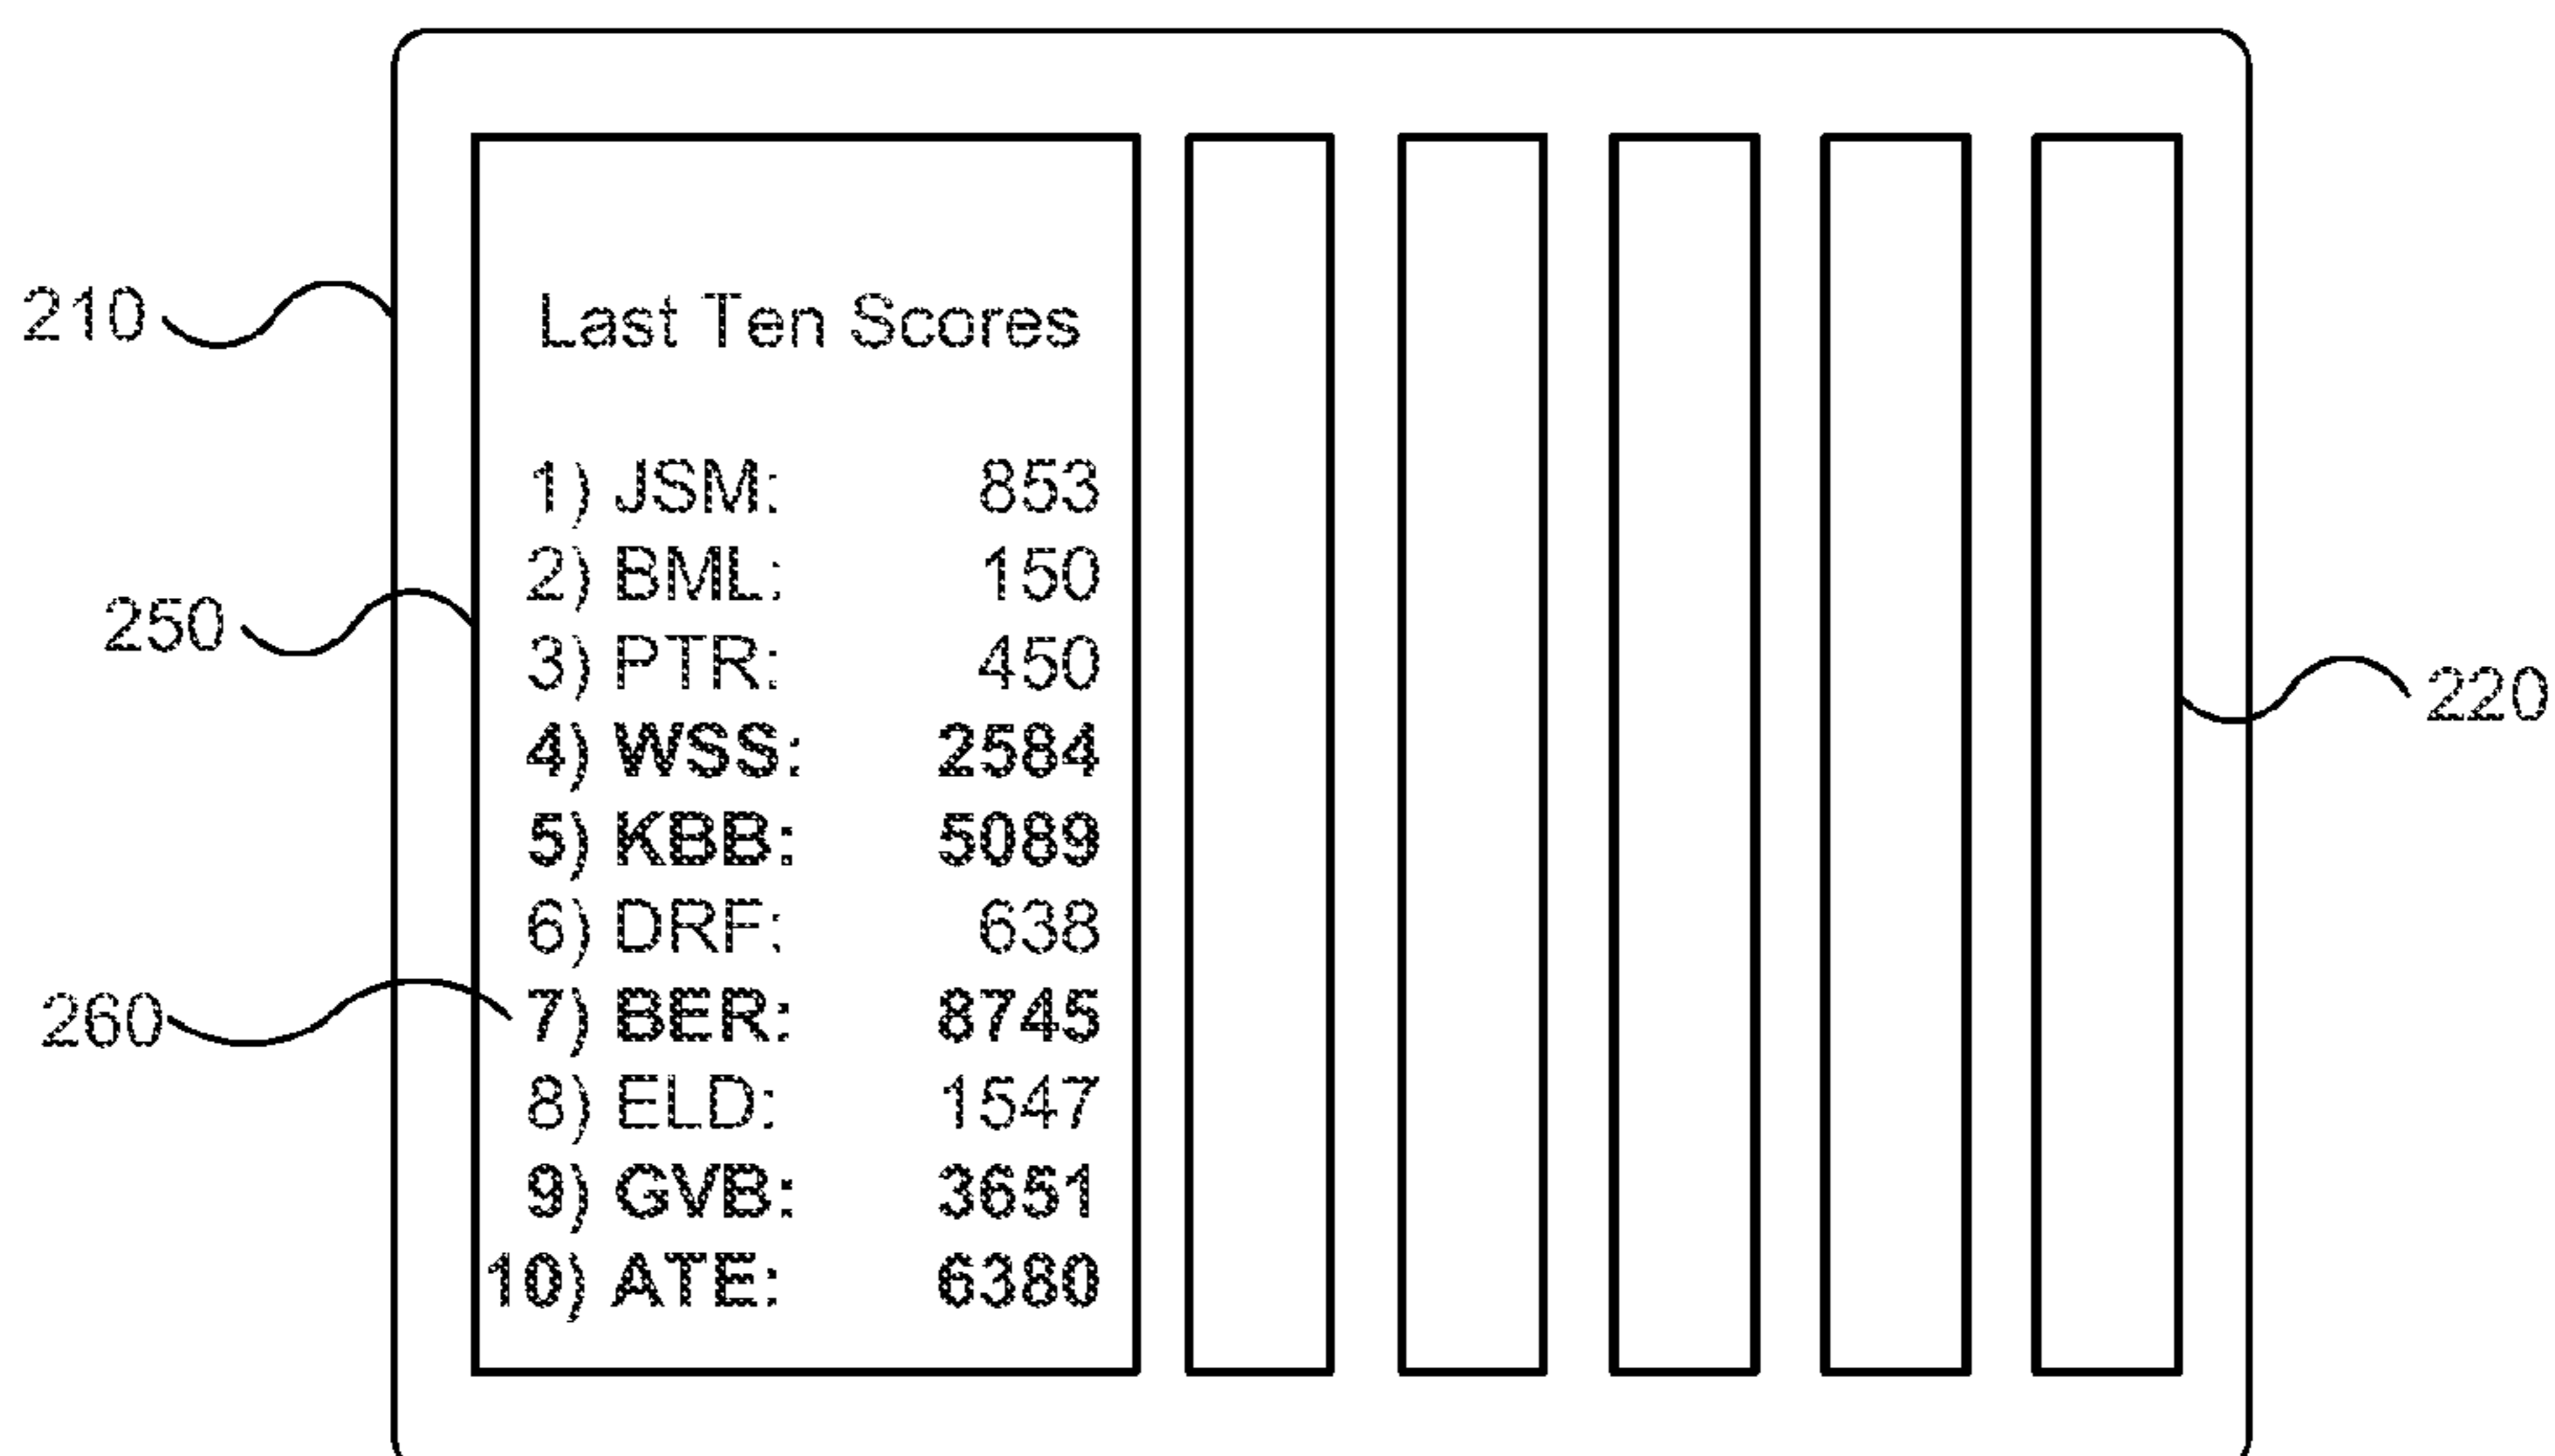 210
Last Ten Scores
1) JSM: 853
2) BML: 150
250
3) PTR: 450
220
4) WSS: 2584
5) KBB: 5089
6) DRF: 638
260
7) BER: 8745
8) ELD: 1547
9) GVB: 3651
10) ATE: 6380